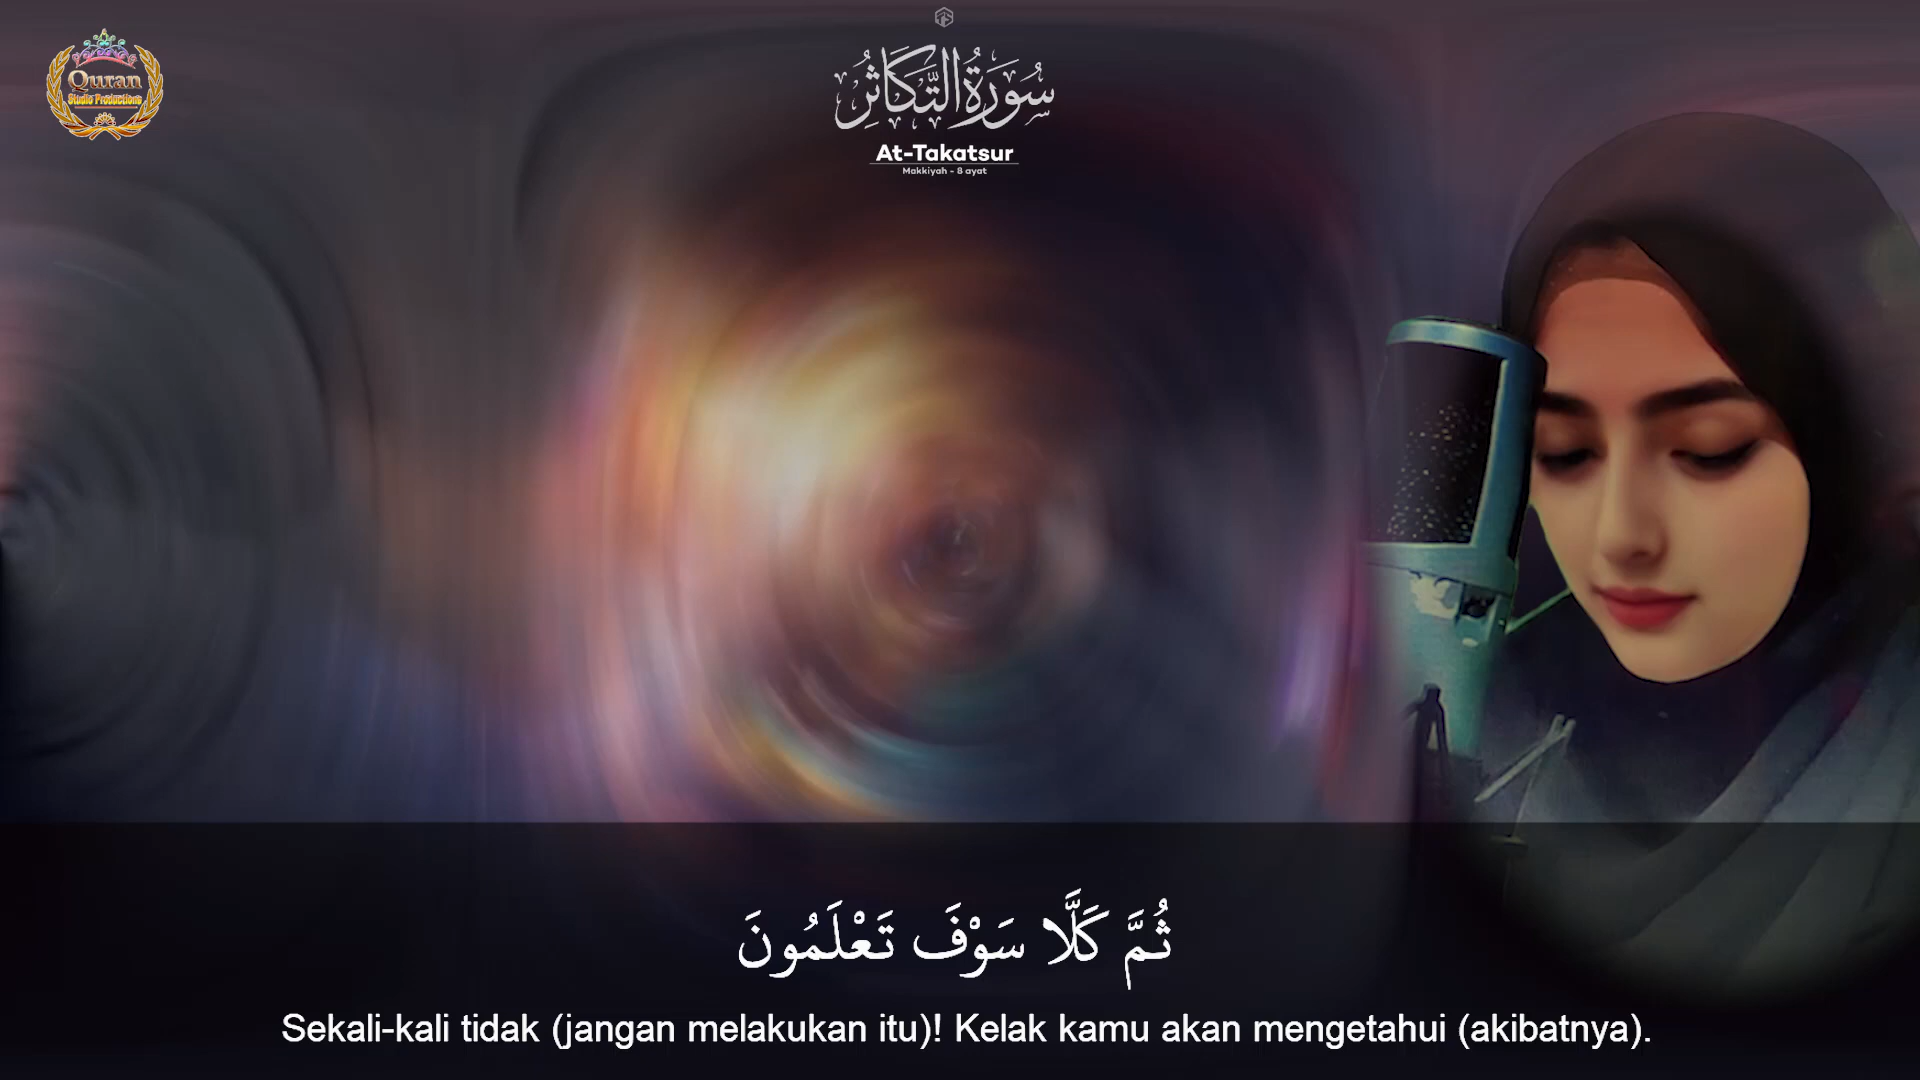 Quran
Studio Productions
سُورَةُ التَّكَاثُرِ
At-Takatsur
Makkiyah - 8 ayat
ثُمَّ كَلَّا سَوْفَ تَعْلَمُونَ
Sekali-kali tidak (jangan melakukan itu)! Kelak kamu akan mengetahui (akibatnya).